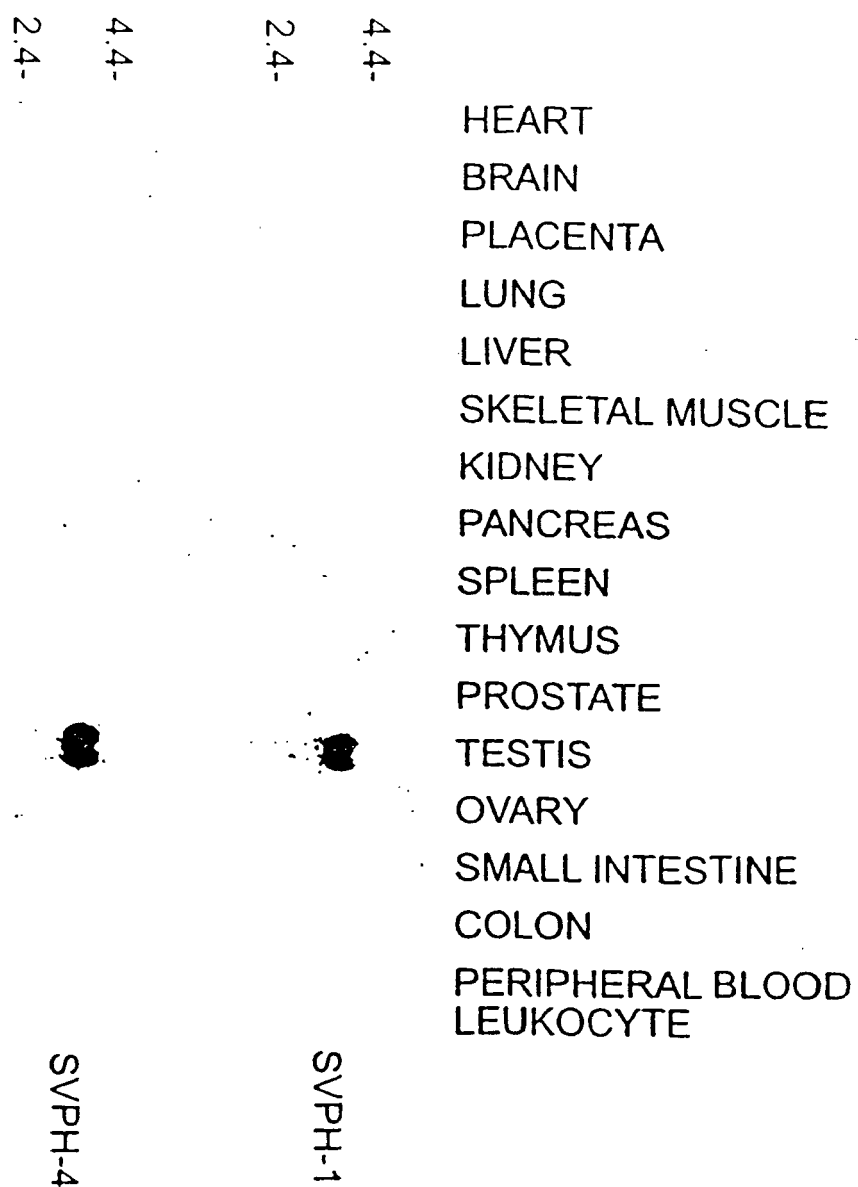 4.4-
2.4-
4.4-
2.4-
HEART
BRAIN
PLACENTA
LUNG
LIVER
SKELETAL MUSCLE
KIDNEY
PANCREAS
SPLEEN
THYMUS
PROSTATE
TESTIS
OVARY
SMALL INTESTINE
COLON
PERIPHERAL BLOOD
LEUKOCYTE
SVPH-1
SVPH-4